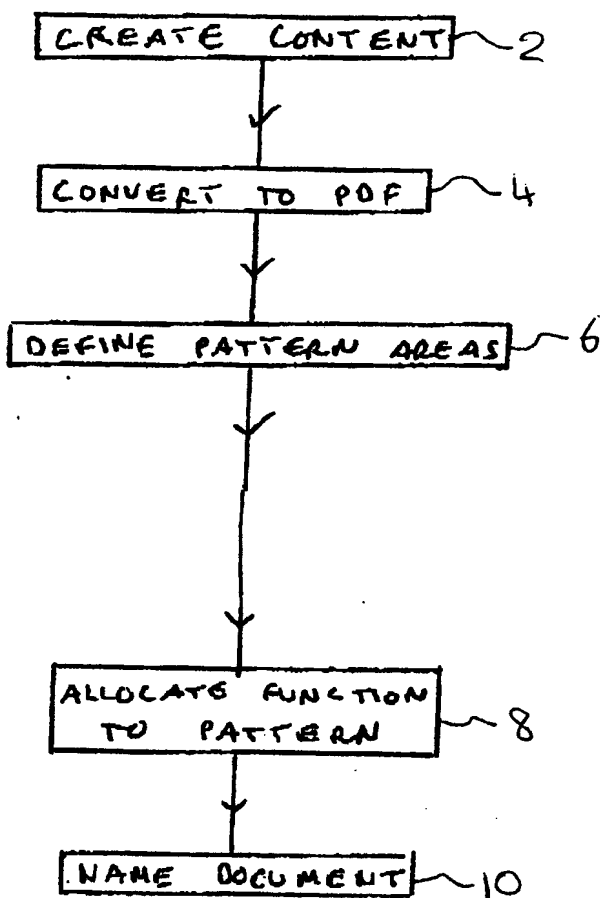 CREATE CONTENT 2
CONVERT TO PDF 4
DEFINE PATTERN AREAS 6
ALLOCATE FUNCTION
TO PATTERN 8
NAME DOCUMENT 10